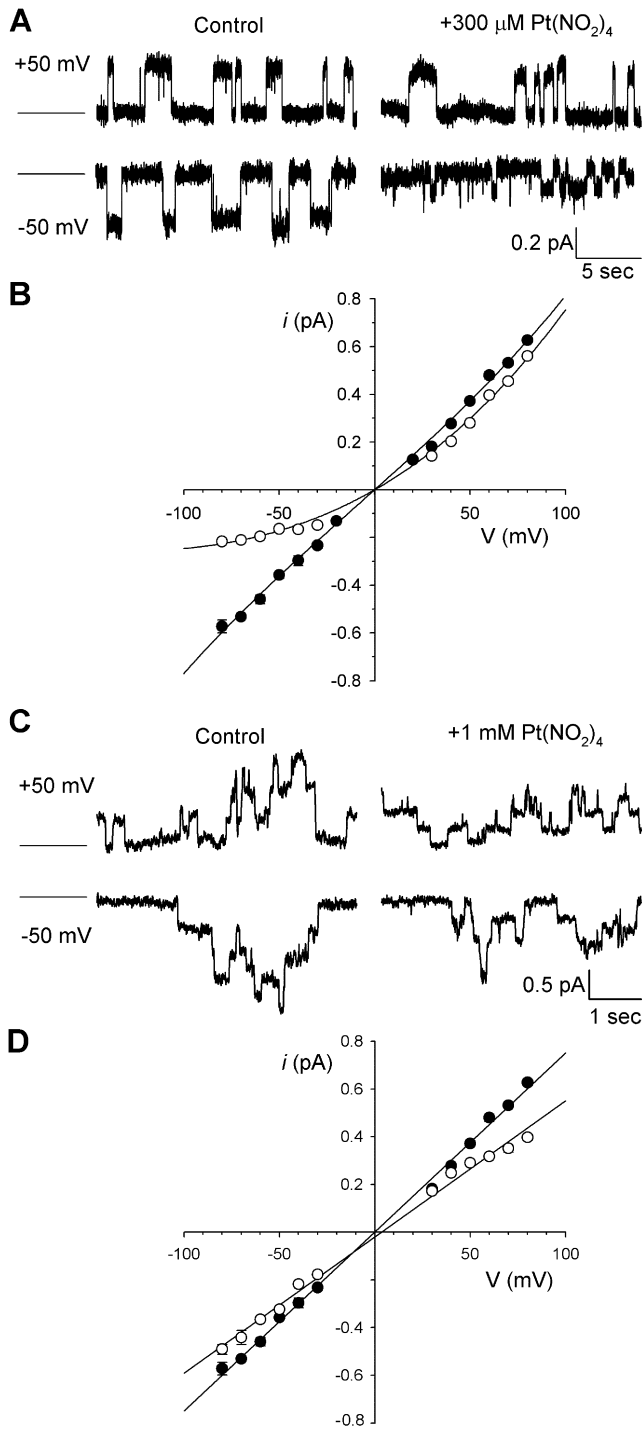 A
Control +300 µM Pt(NO2)4
+50 mV
-50 mV
0.2 pA
5 sec
B
i (pA)
0.8
0.6
0.4
0.2
-100 -50 50 100
V (mV)
-0.4
-0.6
-0.8
C
Control +1 mM Pt(NO2)4
+50 mV
-50 mV
0.5 pA
1 sec
D
i (pA)
0.8
0.6
0.4
0.2
-100 -50 50 100
V (mV)
-0.4
-0.6
-0.8